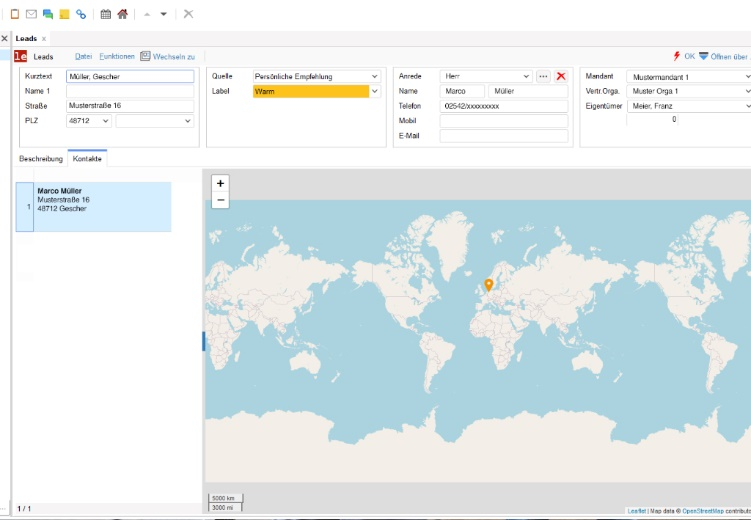 Leads ×
le Leads Datei Funktionen Wechseln zu OK Öffnen über
Kurztext Müller, Gescher
Name 1
Straße Musterstraße 16
PLZ 48712
Quelle Persönliche Empfehlung
Label Warm
Anrede Herr ...
Name Marco Müller
Telefon 02542/xxxxxxxxx
Mobil
E-Mail
Mandant Mustermandant 1
Vertr.Orga. Muster Orga 1
Eigentümer Meier, Franz
0
Beschreibung Kontakte
1
Marco Müller
Musterstraße 16
48712 Gescher
+
−
5000 km
3000 mi
1 / 1
Leaflet | Map data © OpenStreetMap contributo